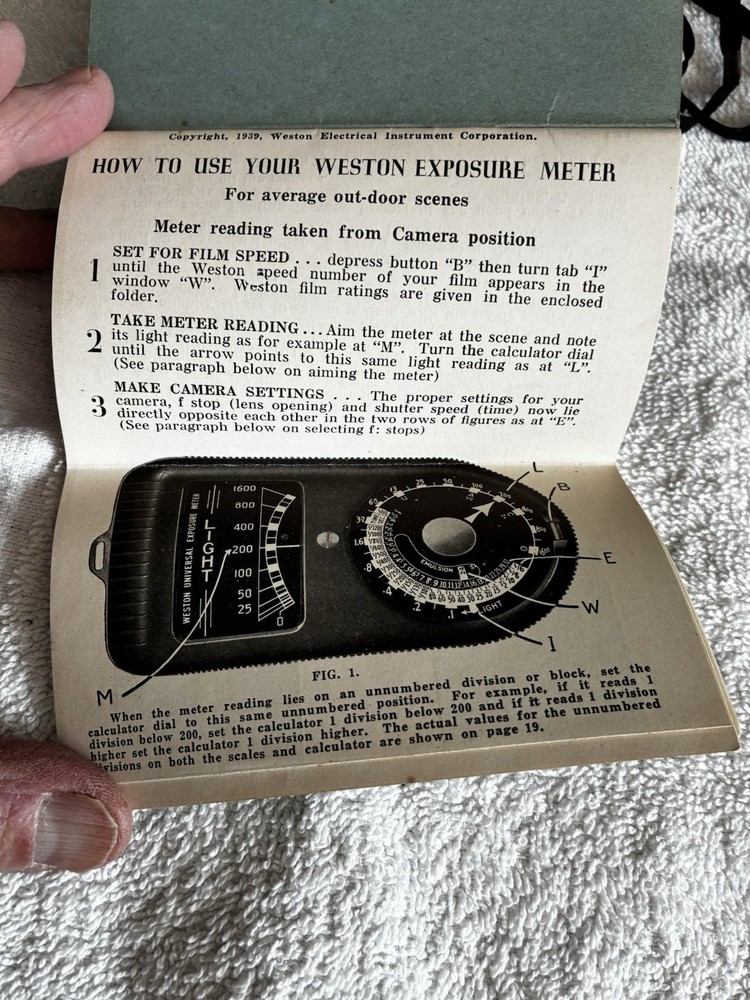 Copyright, 1939, Weston Electrical Instrument Corporation.
HOW TO USE YOUR WESTON EXPOSURE METER
For average out-door scenes
Meter reading taken from Camera position
1 SET FOR FILM SPEED . . . depress button “B” then turn tab “I”
until the Weston speed number of your film appears in the
window “W”. Weston film ratings are given in the enclosed
folder.
2 TAKE METER READING . . . Aim the meter at the scene and note
its light reading as for example at “M”. Turn the calculator dial
until the arrow points to this same light reading as at “L”.
(See paragraph below on aiming the meter)
3 MAKE CAMERA SETTINGS . . . The proper settings for your
camera, f stop (lens opening) and shutter speed (time) now lie
directly opposite each other in the two rows of figures as at “E”.
(See paragraph below on selecting f: stops)
WESTON UNIVERSAL EXPOSURE METER
LIGHT
1600
800
400
200
100
50
25
0
13
25
50
6.5
1.6
.8
.4
.2
.1
LIGHT
EMULSION
L
B
E
W
I
M
FIG. 1.
When the meter reading lies on an unnumbered division or block, set the
calculator dial to this same unnumbered position. For example, if it reads 1
division below 200, set the calculator 1 division below 200 and if it reads 1 division
higher set the calculator 1 division higher. The actual values for the unnumbered
divisions on both the scales and calculator are shown on page 19.